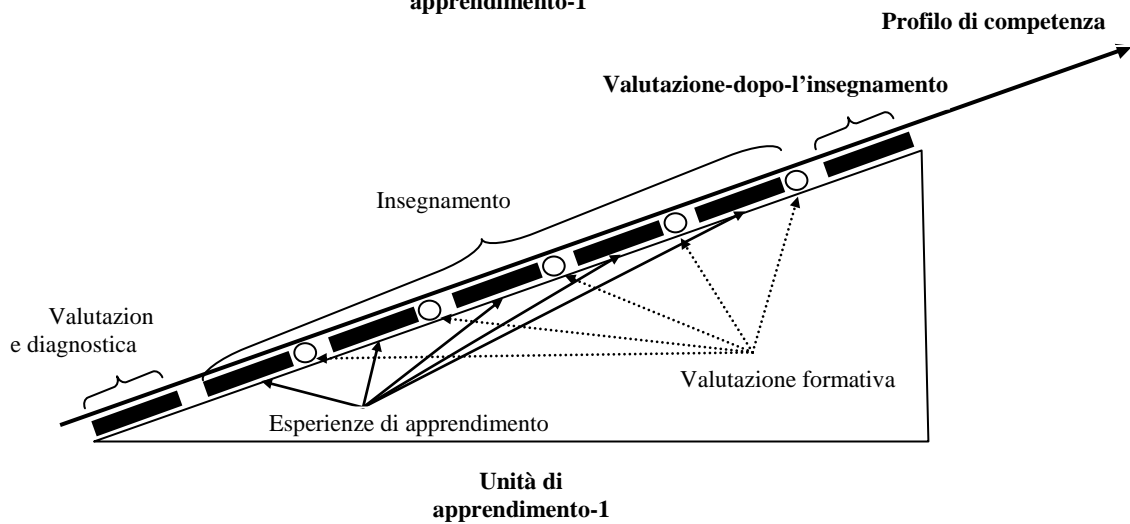 apprendimento-1
Profilo di competenza
Valutazione-dopo-l’insegnamento
Insegnamento
Valutazion
e diagnostica
Valutazione formativa
Esperienze di apprendimento
Unità di
apprendimento-1